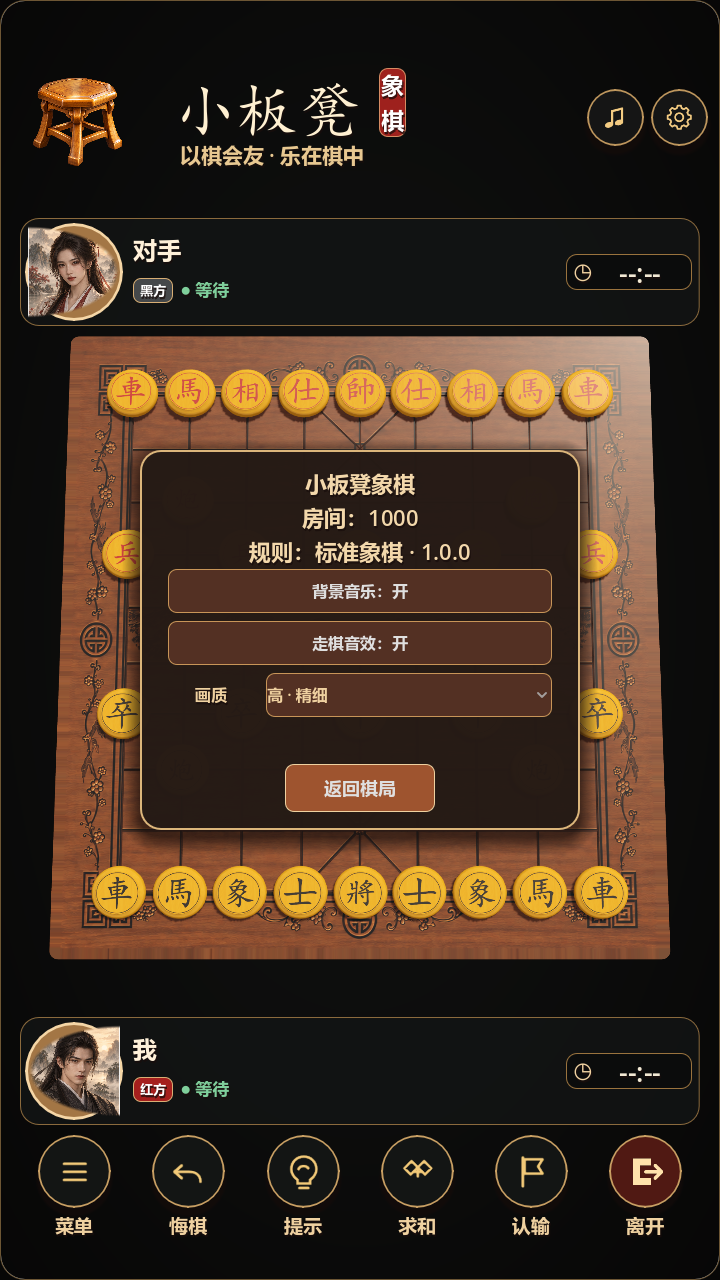 小板凳
象棋
以棋会友 · 乐在棋中
对手
黑方 等待
--:--
車 馬 相 仕 帥 仕 相 馬 車
小板凳象棋
房间：1000
规则：标准象棋 · 1.0.0
兵 兵
背景音乐：开
走棋音效：开
画质 高 · 精细
卒 卒
返回棋局
車 馬 象 士 將 士 象 馬 車
我
红方 等待
--:--
菜单 悔棋 提示 求和 认输 离开